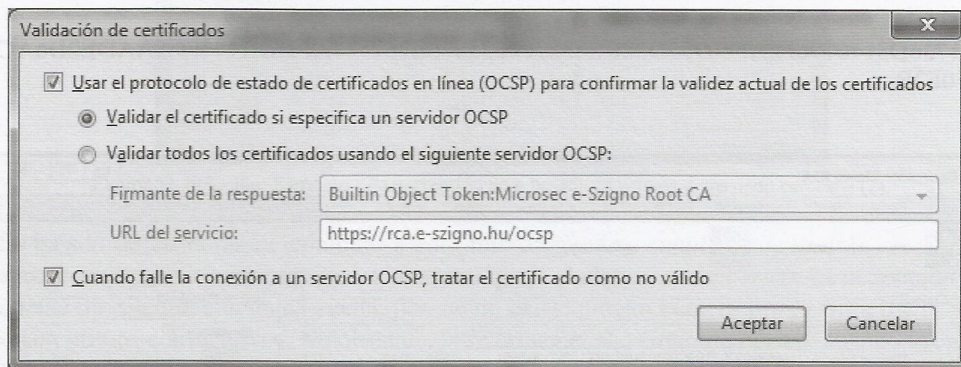 Validación de certificados
Usar el protocolo de estado de certificados en línea (OCSP) para confirmar la validez actual de los certificados
Validar el certificado si especifica un servidor OCSP
Validar todos los certificados usando el siguiente servidor OCSP:
Firmante de la respuesta: Builtin Object Token:Microsec e-Szigno Root CA
URL del servicio: https://rca.e-szigno.hu/ocsp
Cuando falle la conexión a un servidor OCSP, tratar el certificado como no válido
Aceptar Cancelar